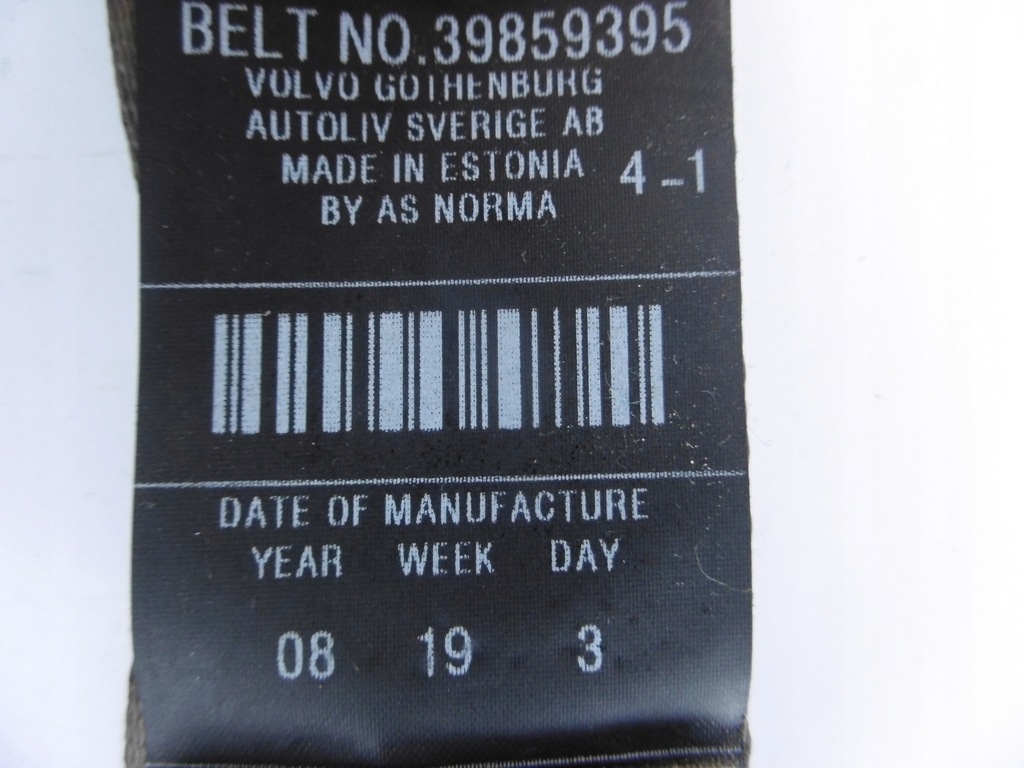 BELT NO.39859395
VOLVO GOTHENBURG
AUTOLIV SVERIGE AB
MADE IN ESTONIA 4-1
BY AS NORMA
DATE OF MANUFACTURE
YEAR WEEK DAY
08 19 3